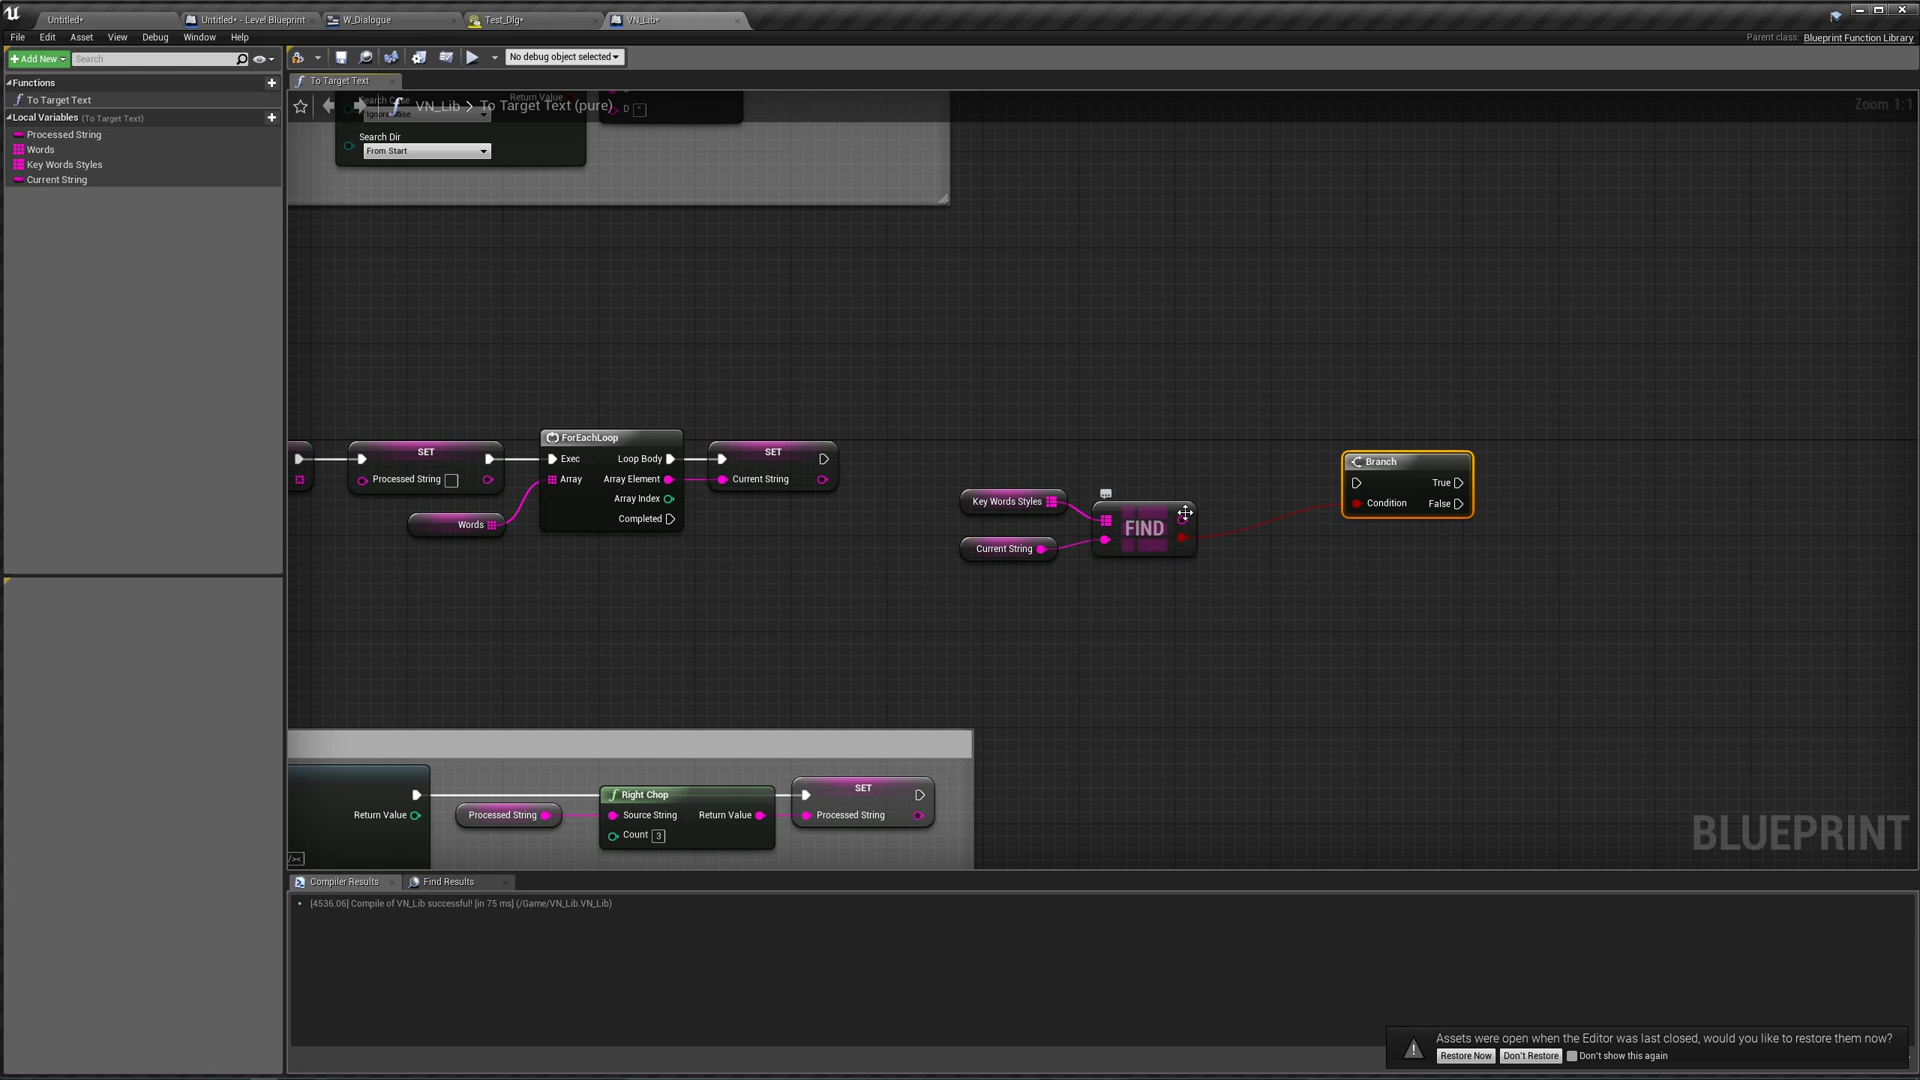 Untitled*
Untitled* - Level Blueprint
W_Dialogue
Test_Dlg*
VN_Lib*
File Edit Asset View Debug Window Help
Parent class: Blueprint Function Library
Add New
Search
No debug object selected
Functions
To Target Text
Local Variables (To Target Text)
Processed String
Words
Key Words Styles
Current String
To Target Text
VN_Lib > To Target Text (pure)
Zoom 1:1
Search Case
Return Value
D
Search Dir
From Start
SET
Processed String
Words
ForEachLoop
Exec
Loop Body
Array
Array Element
Array Index
Completed
SET
Current String
Key Words Styles
Current String
FIND
Branch
True
Condition
False
Return Value
Processed String
Right Chop
Source String
Return Value
Count 3
SET
Processed String
/><
BLUEPRINT
Compiler Results
Find Results
[4536.06] Compile of VN_Lib successful! [in 75 ms] (/Game/VN_Lib.VN_Lib)
Assets were open when the Editor was last closed, would you like to restore them now?
Restore Now
Don't Restore
Don't show this again